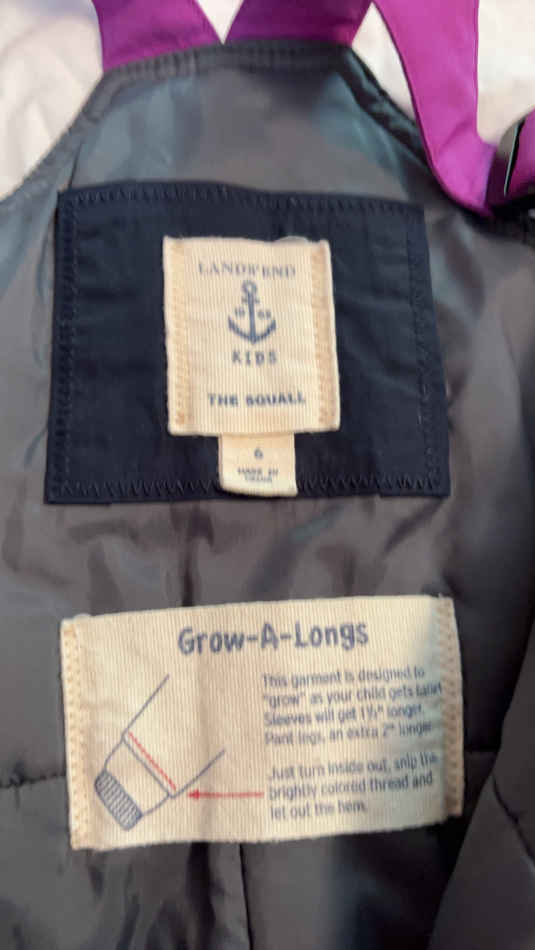 LANDS' END
KIDS
THE SQUALL
6
MADE IN
Grow-A-Longs
This garment is designed to
"grow" as your child gets taller.
Sleeves will get 1½" longer.
Pant legs, an extra 2" longer.
Just turn inside out, snip the
brightly colored thread and
let out the hem.